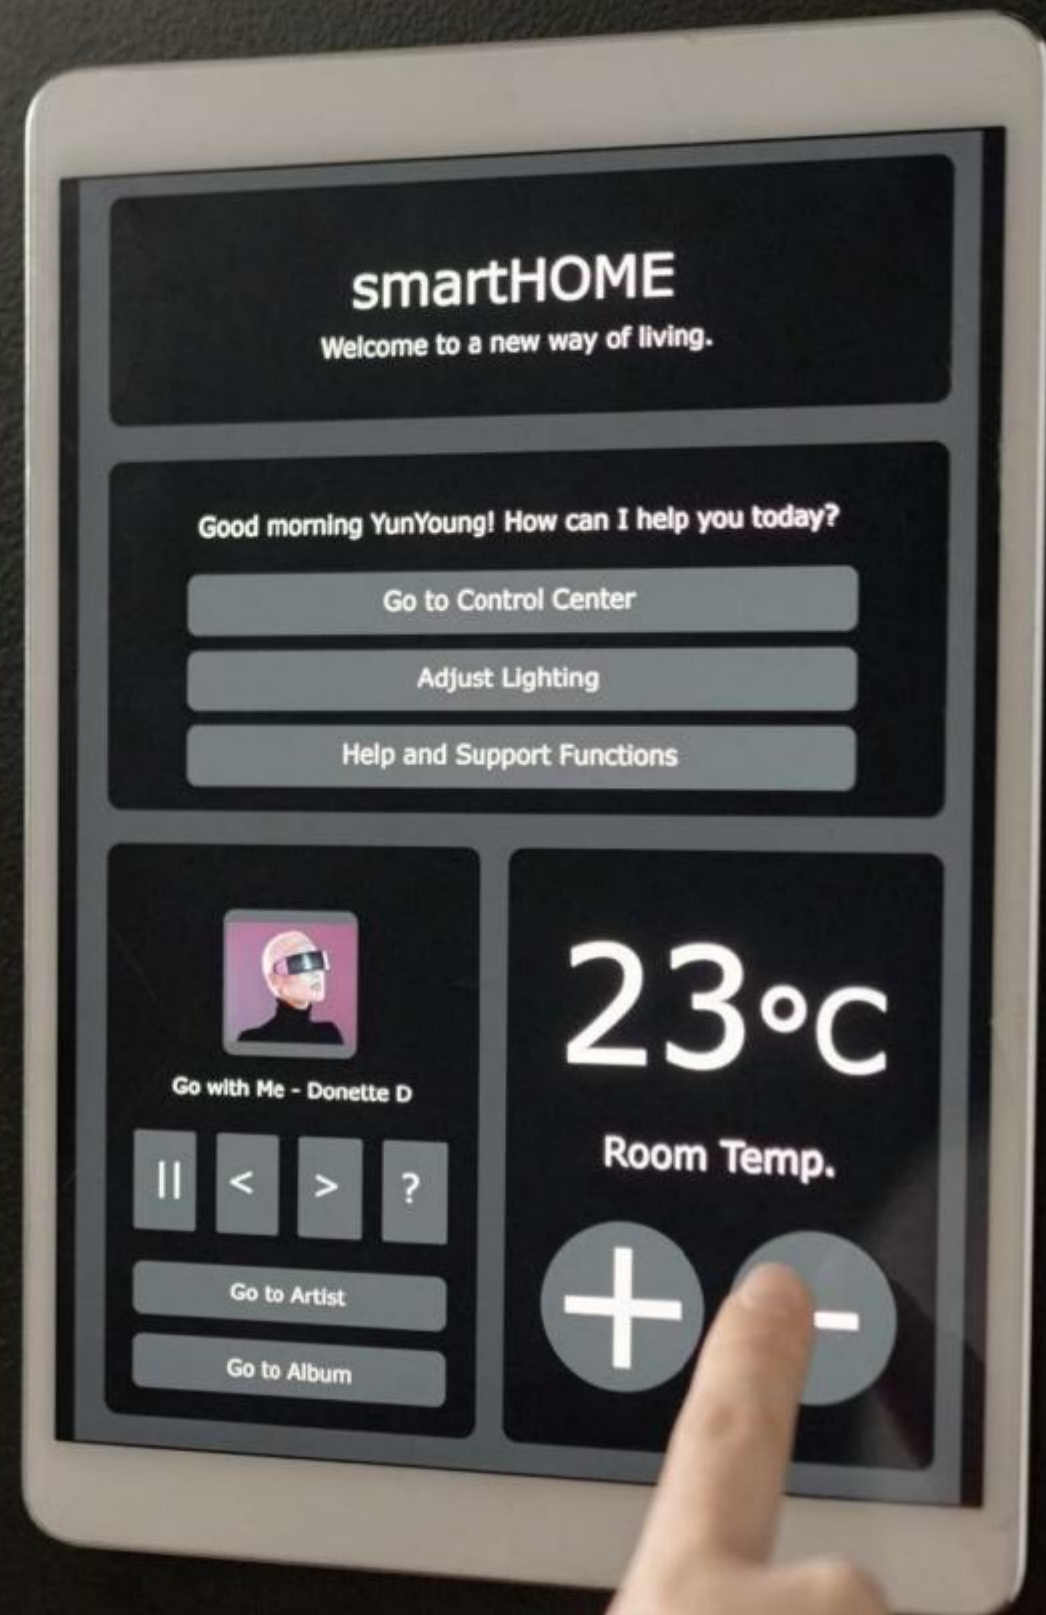 smartHOME
Welcome to a new way of living.
Good morning YunYoung! How can I help you today?
Go to Control Center
Adjust Lighting
Help and Support Functions
Go with Me - Donette D
|| < > ?
Go to Artist
Go to Album
23°C
Room Temp.
+ -